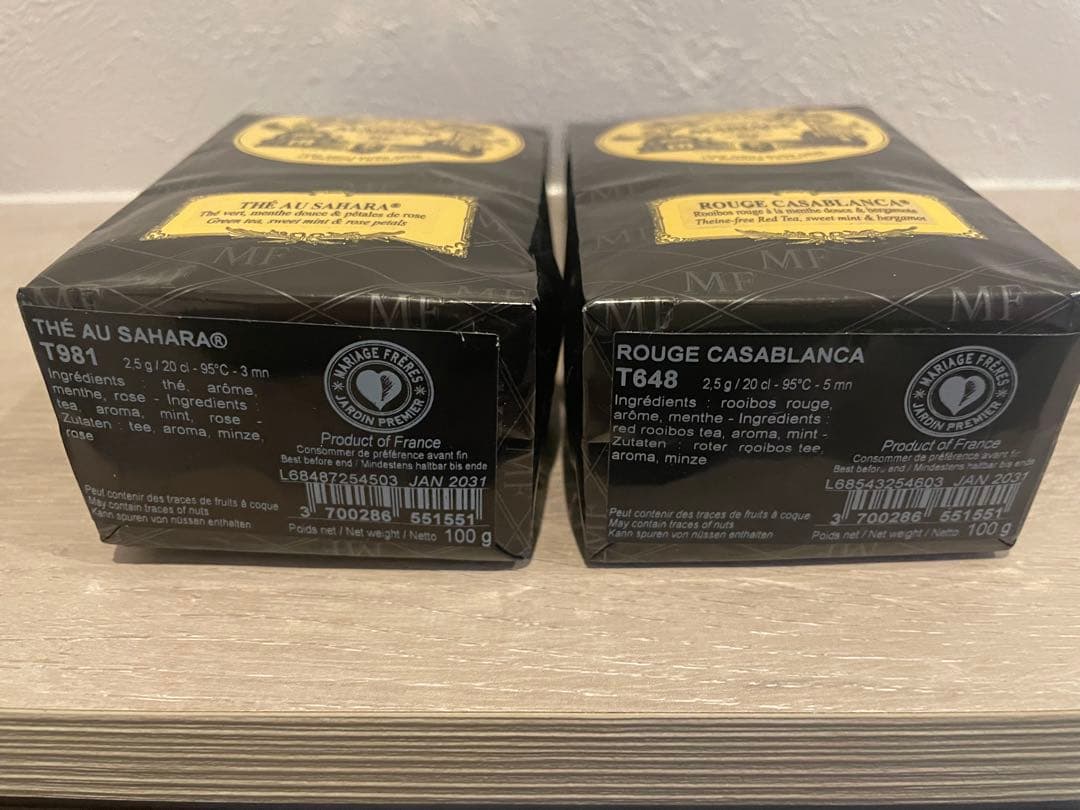 THÉ AU SAHARA®
Thé vert, menthe douce & pétales de rose
Green tea, sweet mint & rose petals
MF
MF
MF
THÉ AU SAHARA®
T981
2,5 g / 20 cl - 95°C - 3 mn
Ingrédients : thé, arôme,
menthe, rose - Ingredients :
tea, aroma, mint, rose -
Zutaten : tee, aroma, minze,
rose
MARIAGE FRÈRES
JARDIN PREMIER
Product of France
Consommer de préférence avant fin
Best before end / Mindestens haltbar bis ende
L68487254503 JAN 2031
Peut contenir des traces de fruits à coque
May contain traces of nuts
Kann spuren von nüssen enthalten
3 700286 551551
Poids net / Net weight / Netto 100 g
ROUGE CASABLANCA®
Rooibos rouge à la menthe douce & bergamote
Theine-free Red Tea, sweet mint & bergamot
MF
MF
MF
ROUGE CASABLANCA
T648
2,5 g / 20 cl - 95°C - 5 mn
Ingrédients : rooibos rouge,
arôme, menthe - Ingredients :
red rooibos tea, aroma, mint -
Zutaten : roter rooibos tee,
aroma, minze
MARIAGE FRÈRES
JARDIN PREMIER
Product of France
Consommer de préférence avant fin
Best before end / Mindestens haltbar bis ende
L68543254603 JAN 2031
Peut contenir des traces de fruits à coque
May contain traces of nuts
Kann spuren von nüssen enthalten
3 700286 551551
Poids net / Net weight / Netto 100 g